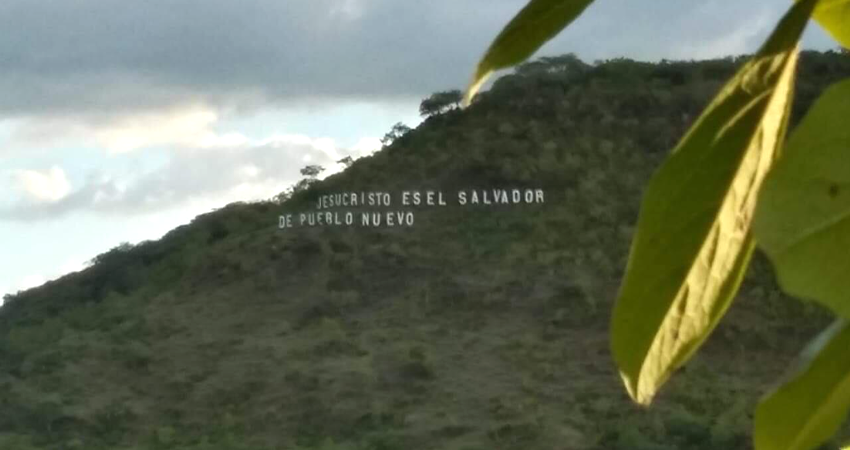 JESUCRISTO ES EL SALVADOR
DE PUEBLO NUEVO